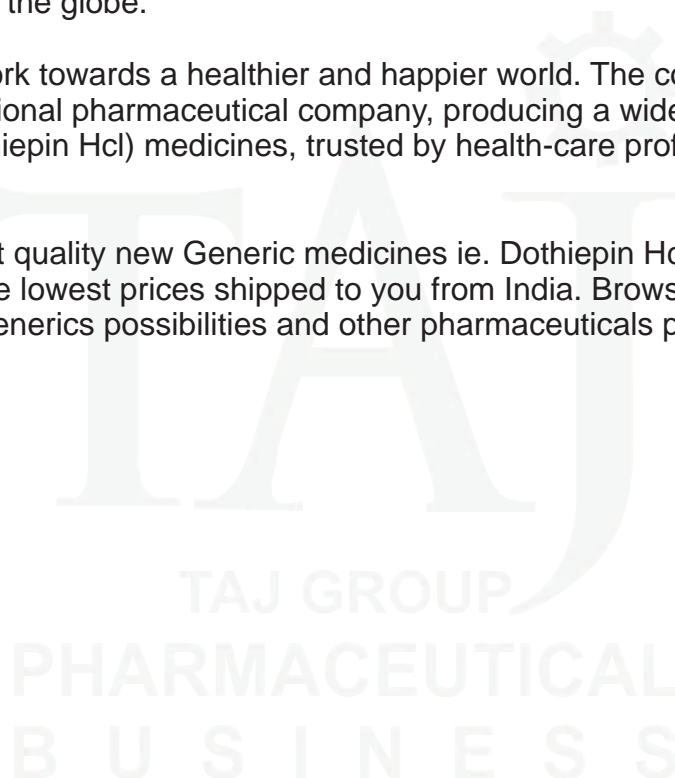 the globe.
rk towards a healthier and happier world. The co
ional pharmaceutical company, producing a wide
iepin Hcl) medicines, trusted by health-care prof
t quality new Generic medicines ie. Dothiepin Hc
e lowest prices shipped to you from India. Brows
enerics possibilities and other pharmaceuticals p
TAJ
TAJ GROUP
PHARMACEUTICAL
BUSINESS